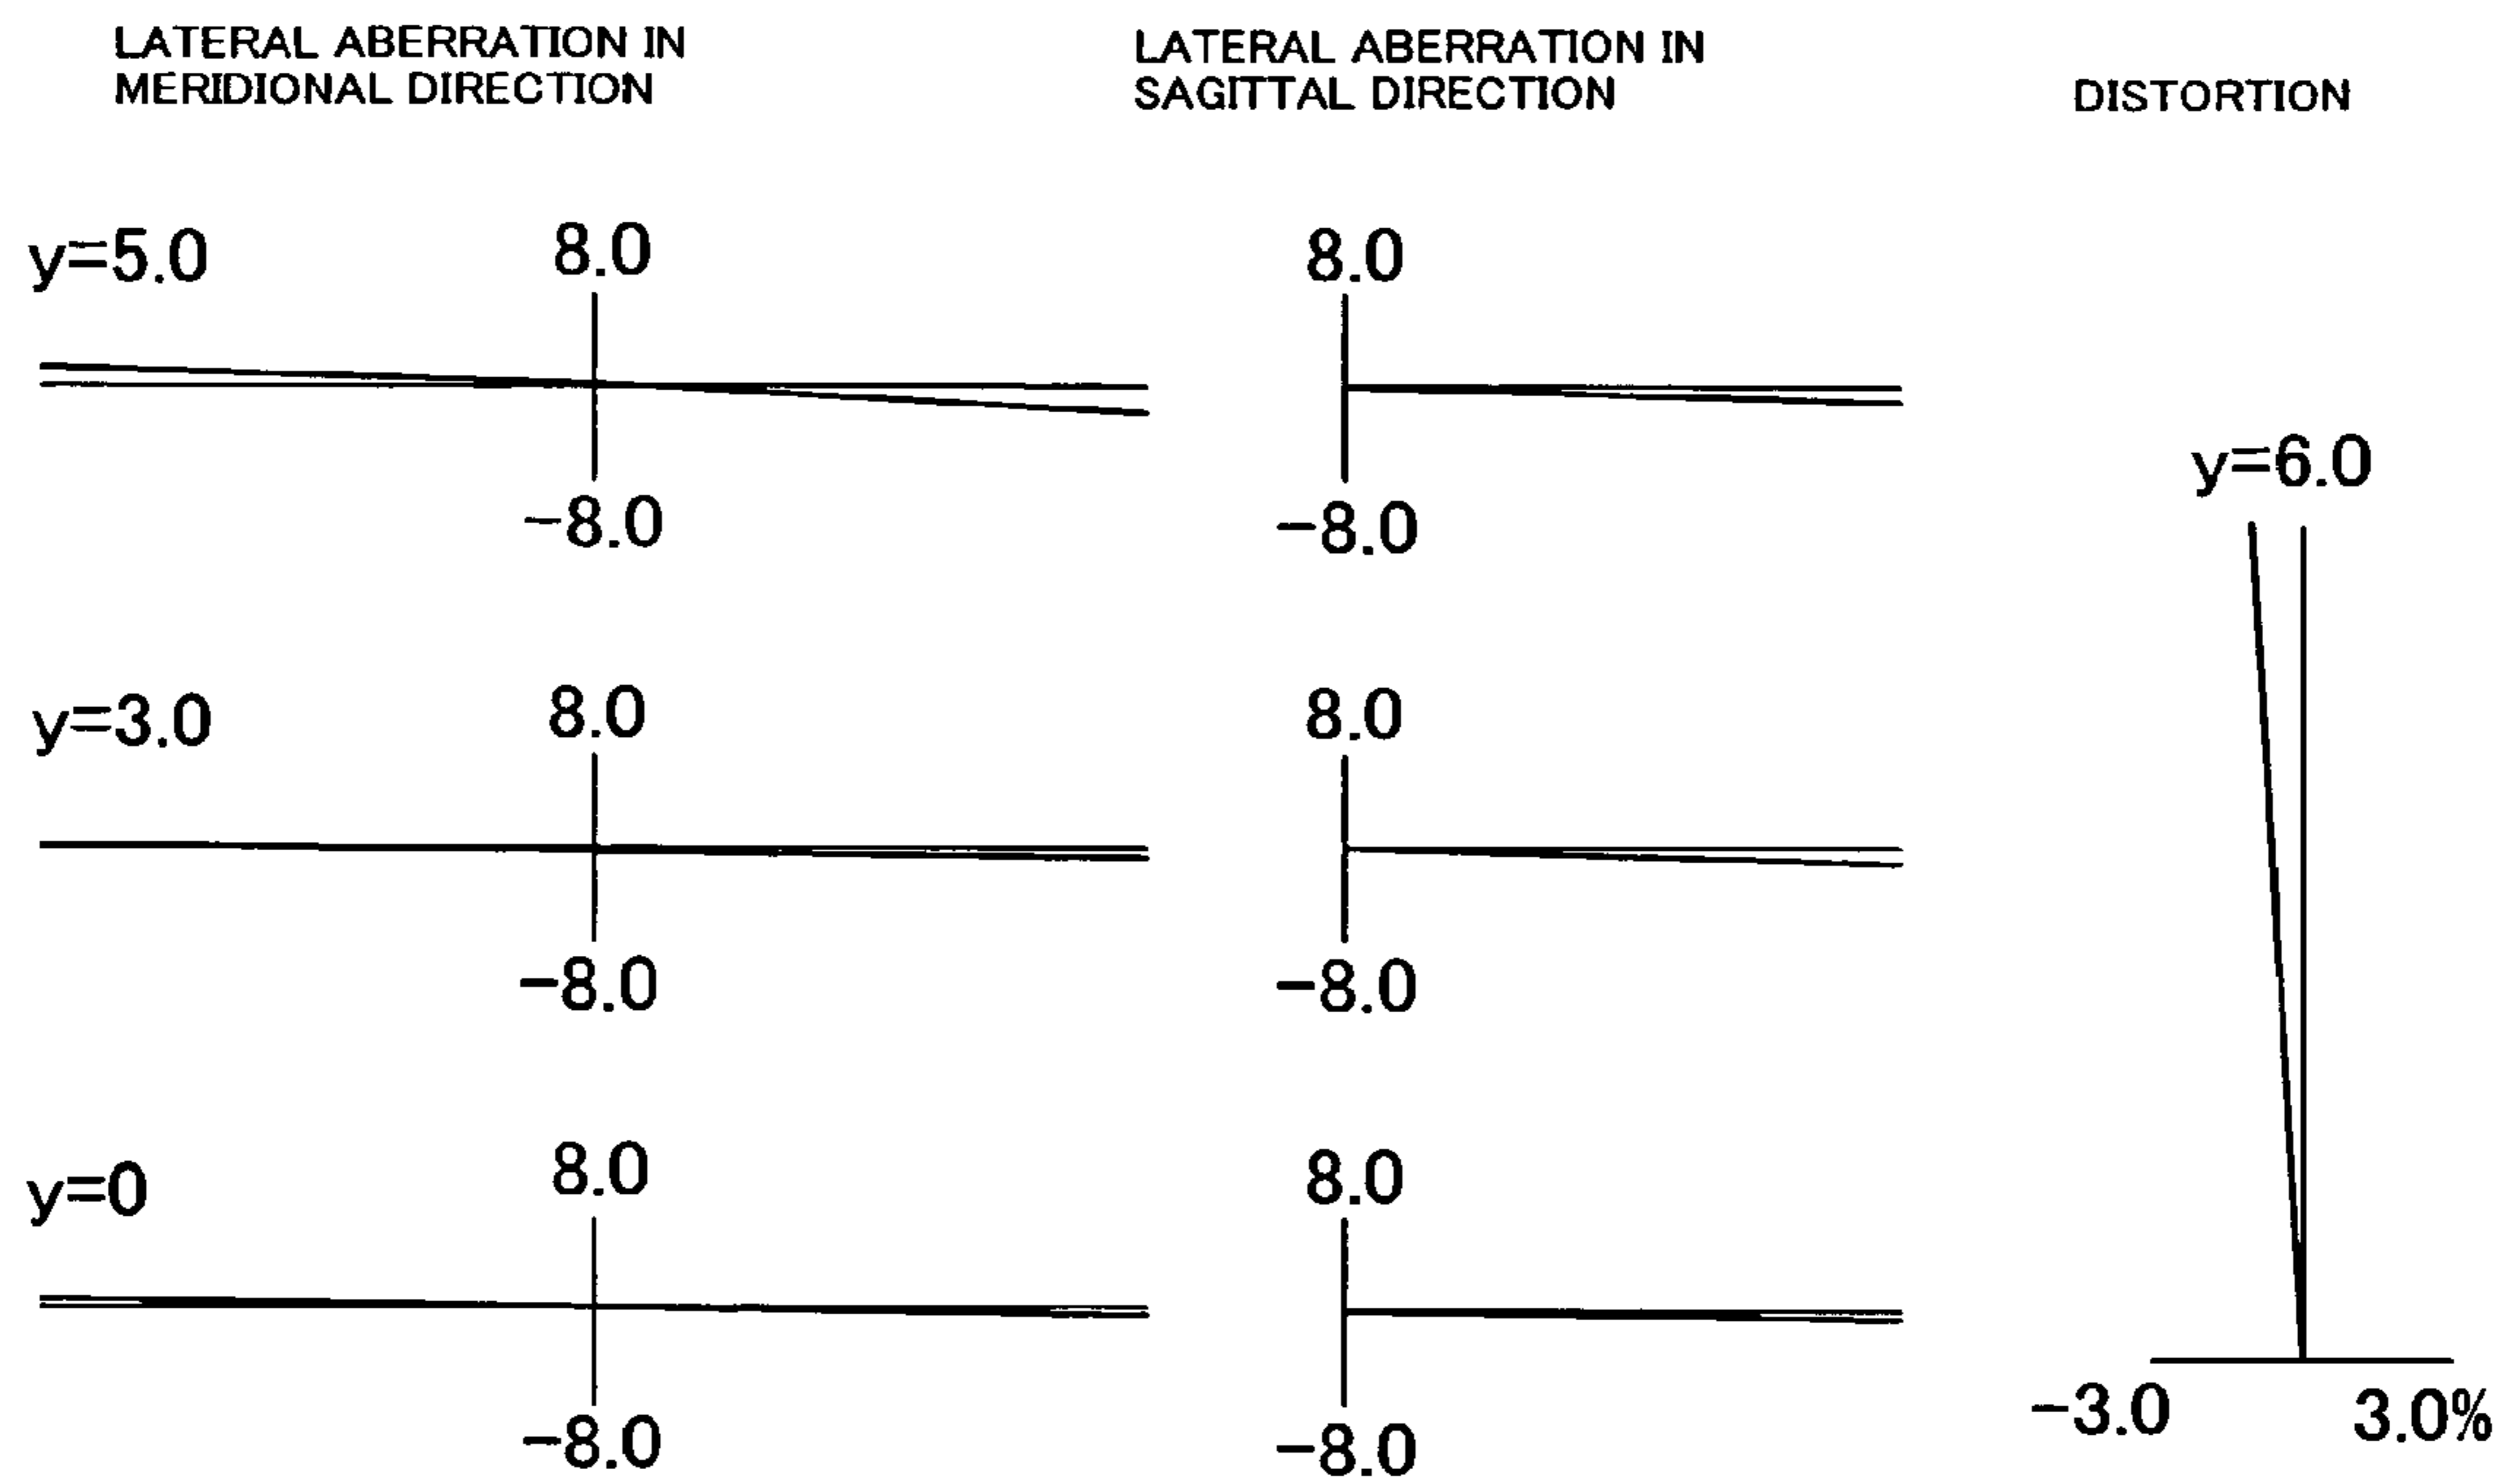 LATERAL ABERRATION IN
MERIDIONAL DIRECTION
LATERAL ABERRATION IN
SAGITTAL DIRECTION
DISTORTION
y=5.0
8.0
-8.0
8.0
-8.0
y=3.0
8.0
-8.0
8.0
-8.0
y=0
8.0
-8.0
8.0
-8.0
y=6.0
-3.0
3.0%